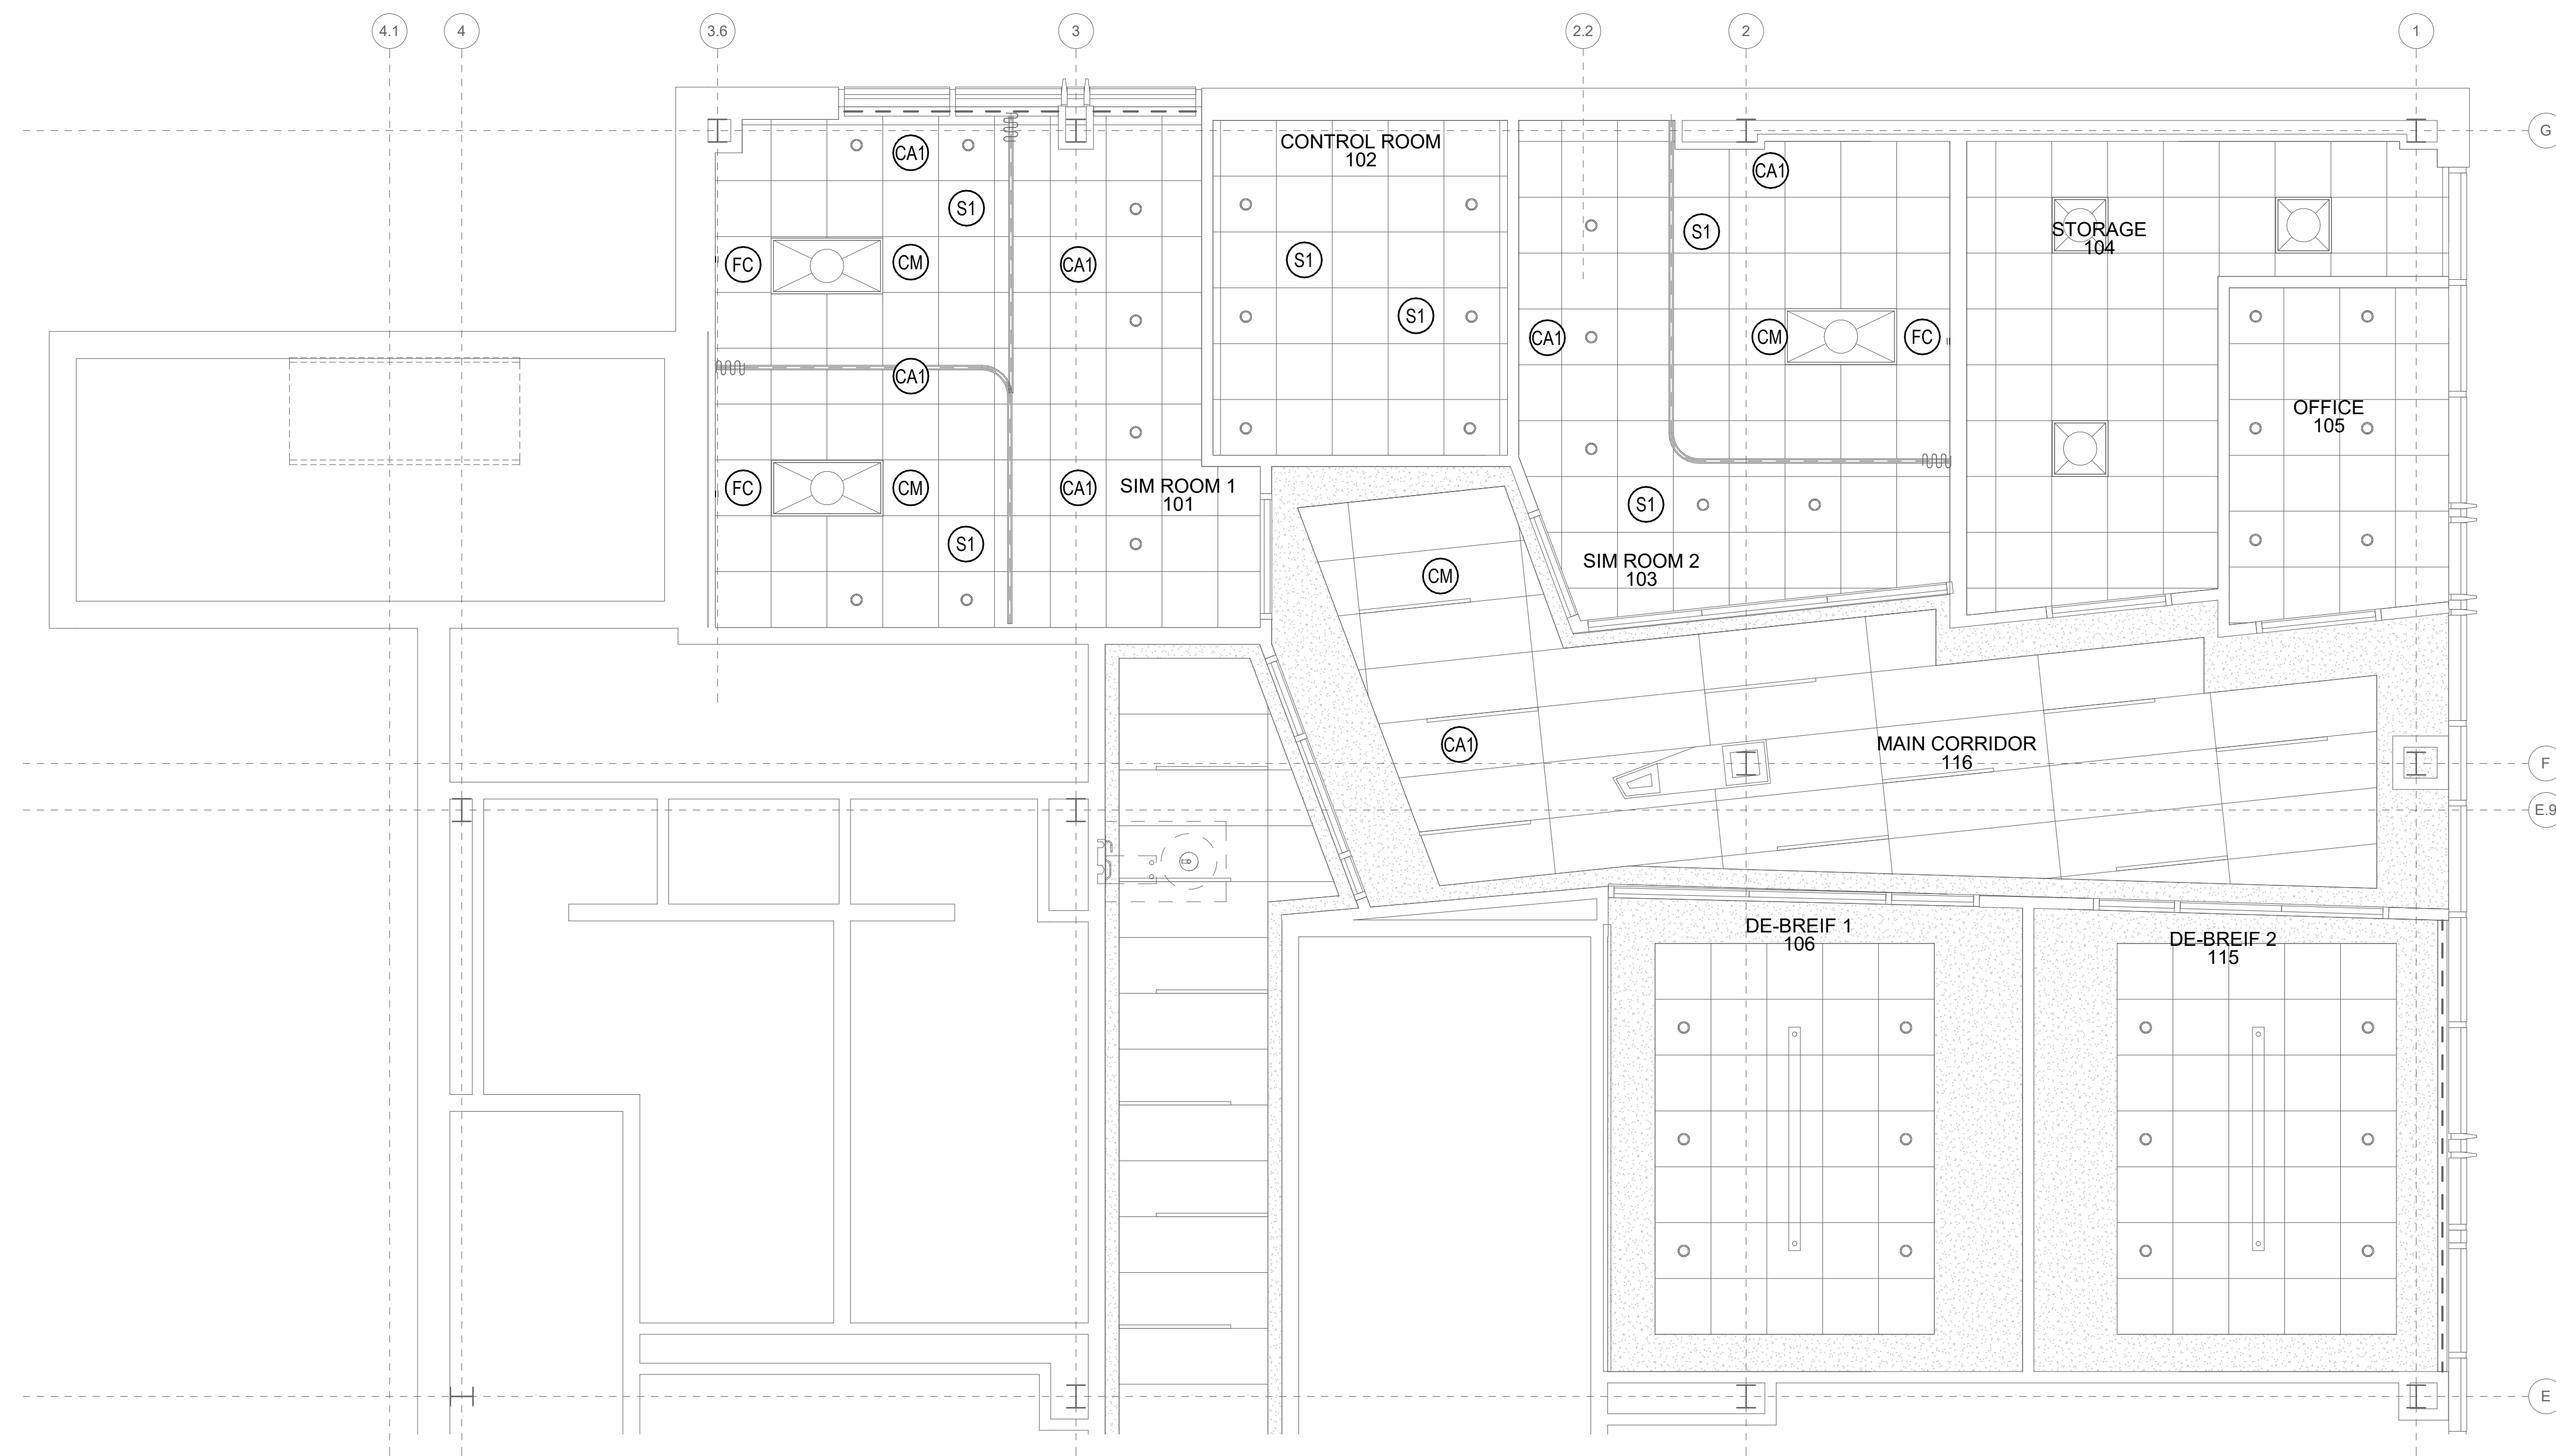 4.1
4
3.6
3
2.2
2
1
G
CONTROL ROOM
102
CA1
CA1
S1
S1
STORAGE
104
FC
CM
CA1
S1
S1
CA1
CM
FC
CA1
OFFICE
105
FC
CM
CA1
SIM ROOM 1
101
S1
S1
SIM ROOM 2
103
CM
CA1
MAIN CORRIDOR
116
F
E.9
DE-BREIF 1
106
DE-BREIF 2
115
E